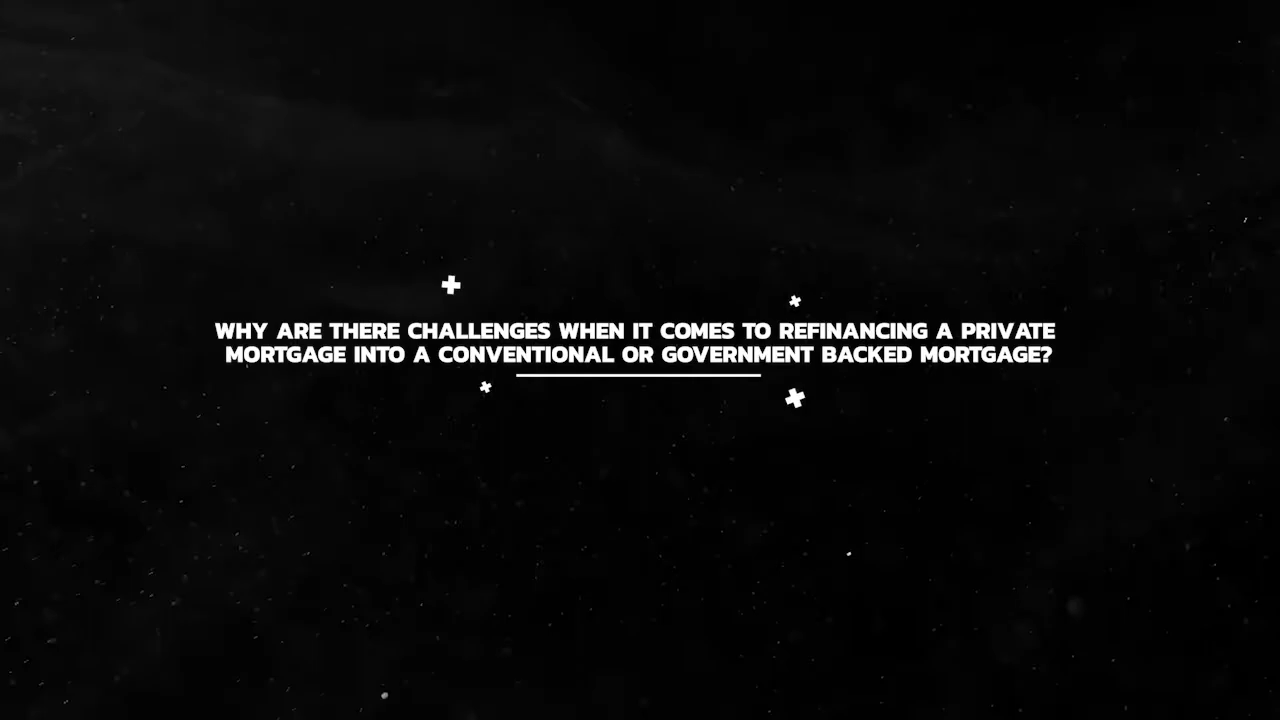 WHY ARE THERE CHALLENGES WHEN IT COMES TO REFINANCING A PRIVATE
MORTGAGE INTO A CONVENTIONAL OR GOVERNMENT BACKED MORTGAGE?